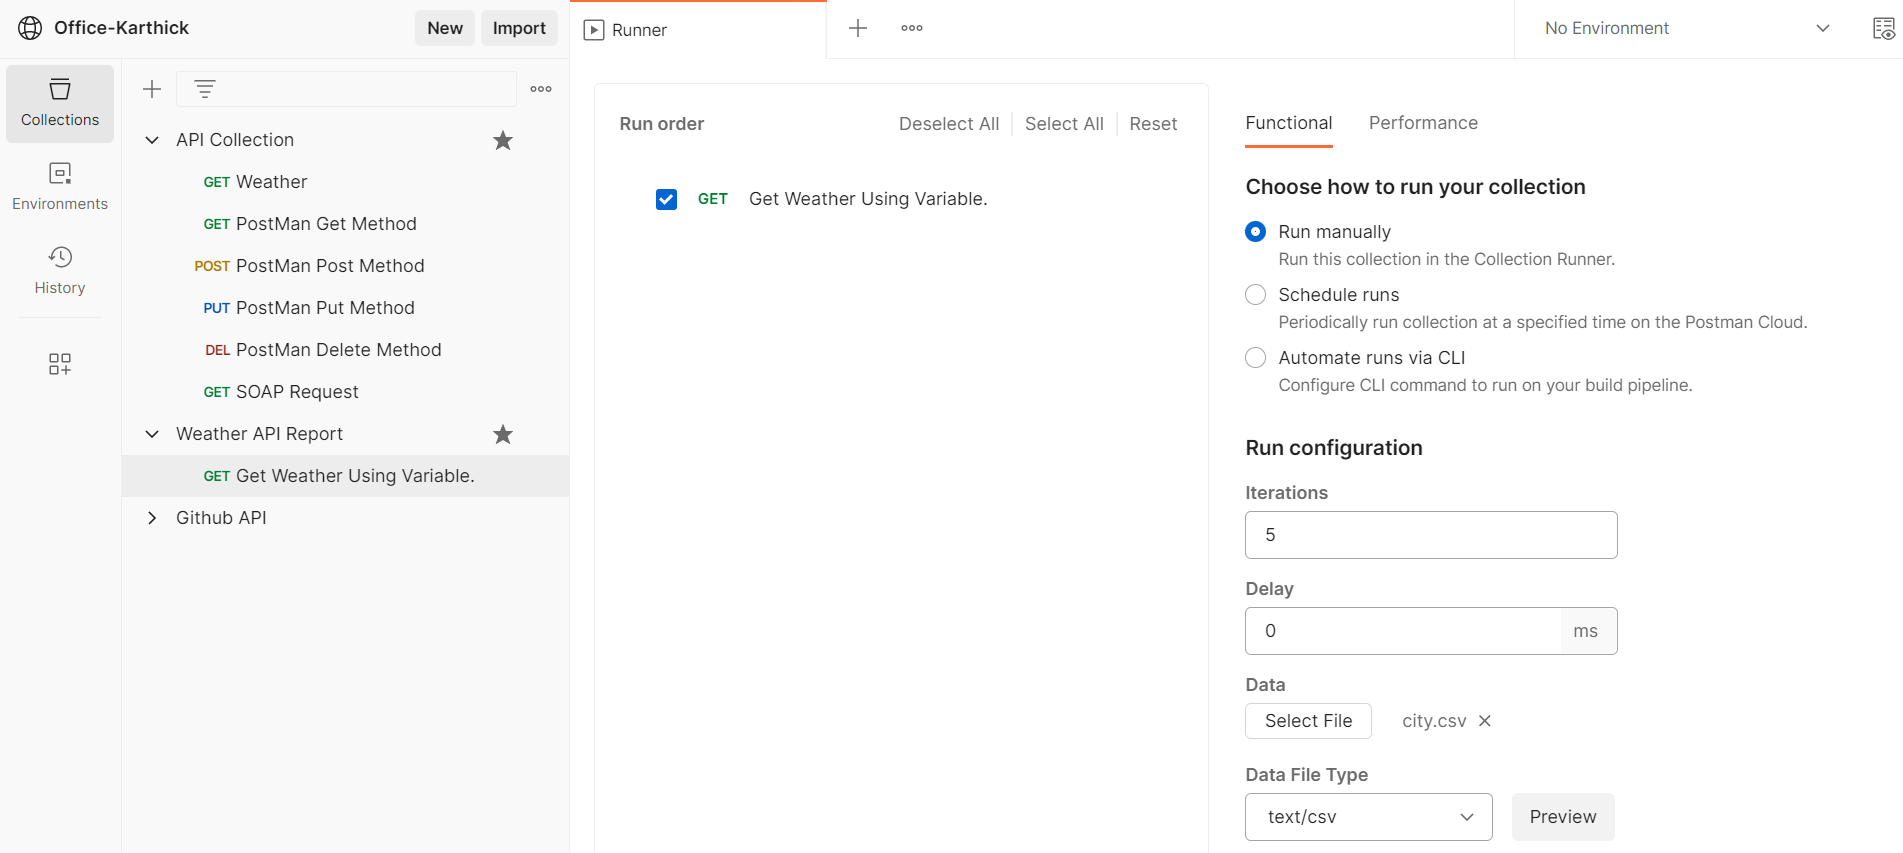 Office-Karthick
New
Import
Runner
No Environment
Collections
Environments
History
API Collection
GET Weather
GET PostMan Get Method
POST PostMan Post Method
PUT PostMan Put Method
DEL PostMan Delete Method
GET SOAP Request
Weather API Report
GET Get Weather Using Variable.
Github API
Run order
Deselect All
Select All
Reset
GET Get Weather Using Variable.
Functional
Performance
Choose how to run your collection
Run manually
Run this collection in the Collection Runner.
Schedule runs
Periodically run collection at a specified time on the Postman Cloud.
Automate runs via CLI
Configure CLI command to run on your build pipeline.
Run configuration
Iterations
5
Delay
0 ms
Data
Select File city.csv
Data File Type
text/csv
Preview